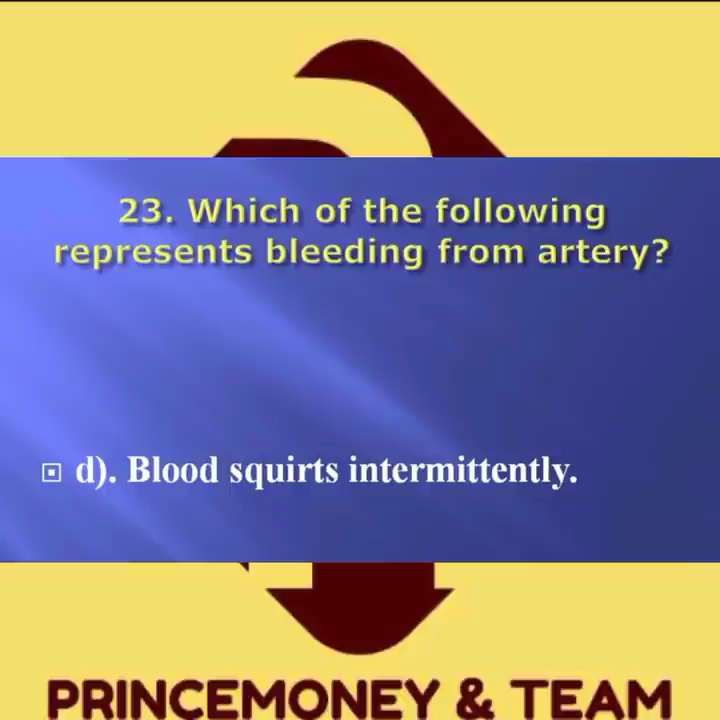 23. Which of the following
represents bleeding from artery?
d). Blood squirts intermittently.
PRINCEMONEY & TEAM